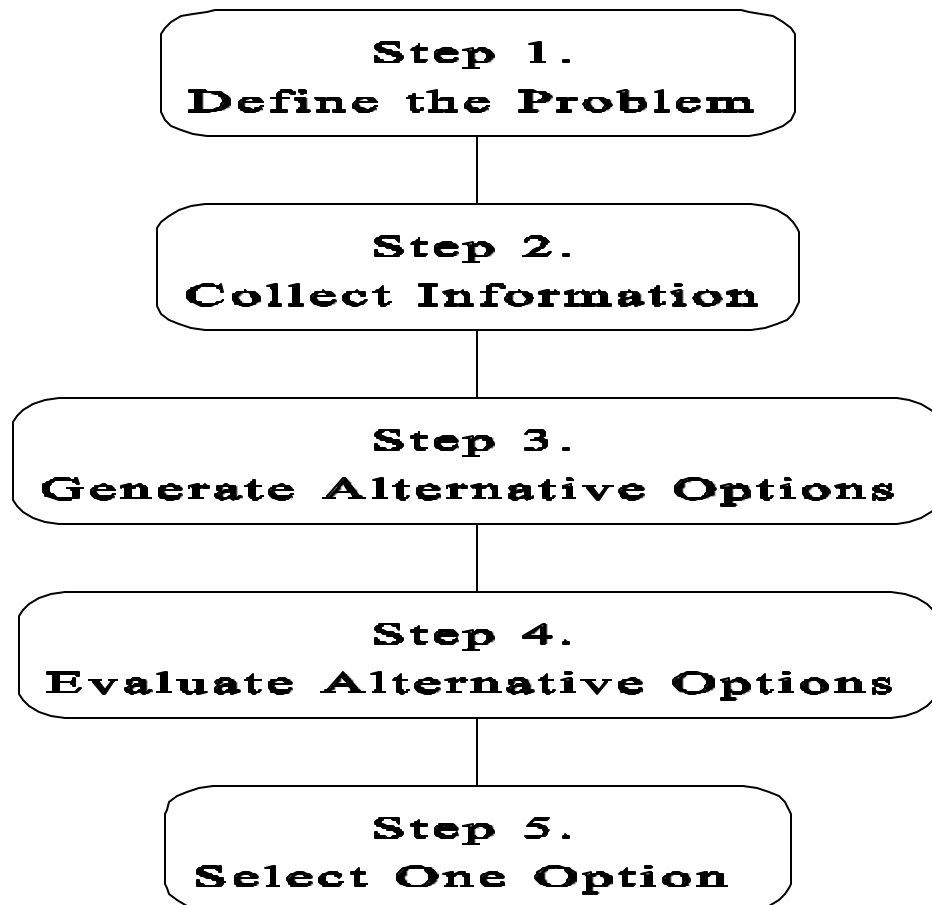 Step 1.
Define the Problem
Step 2.
Collect Information
Step 3.
Generate Alternative Options
Step 4.
Evaluate Alternative Options
Step 5.
Select One Option